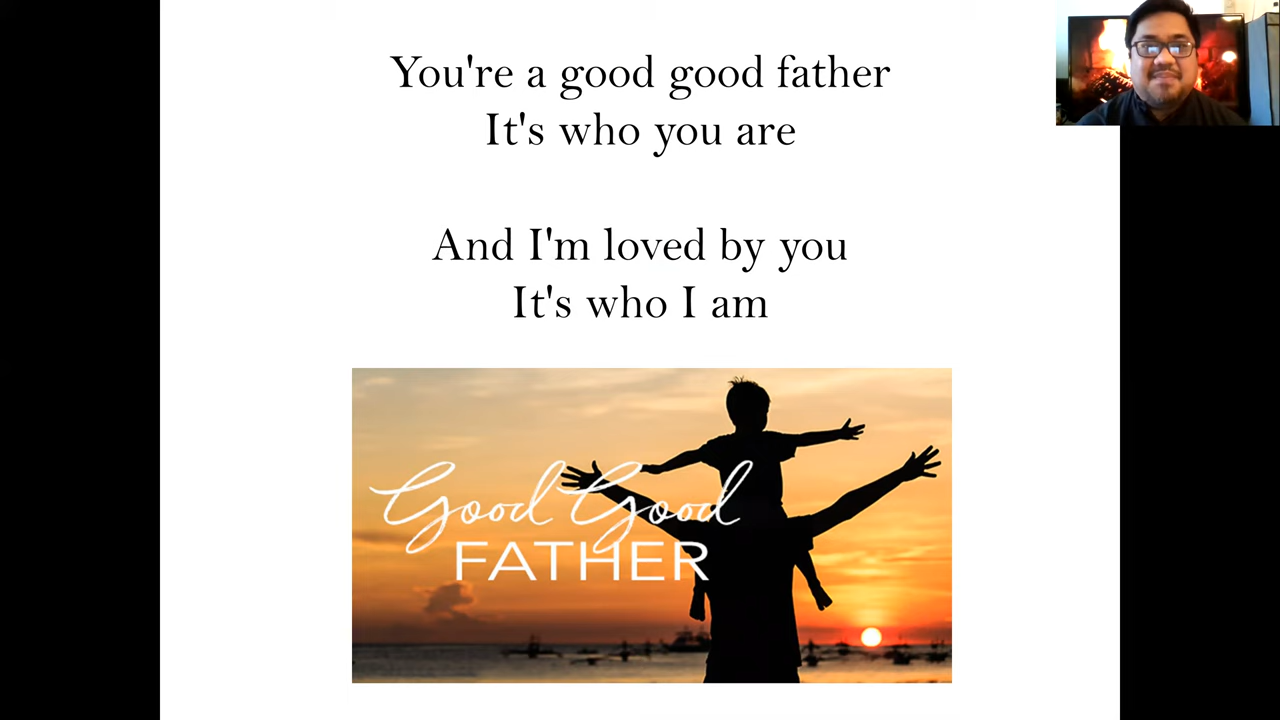 You're a good good father
It's who you are
And I'm loved by you
It's who I am
Good Good
FATHER